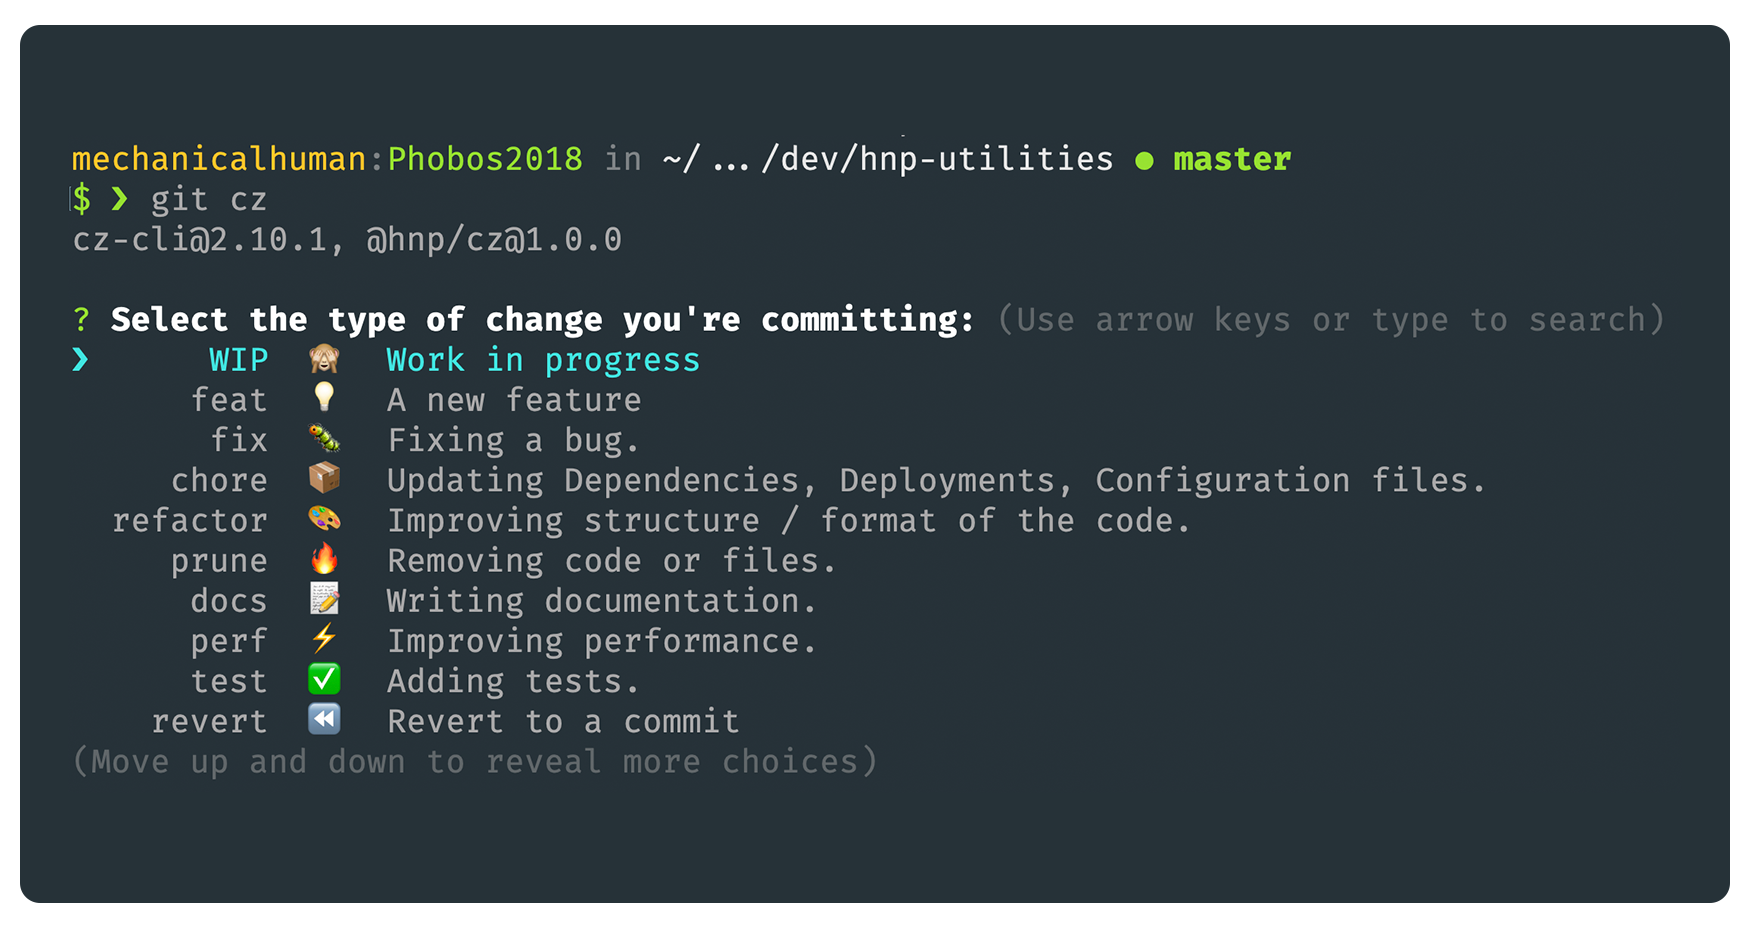 mechanicalhuman:Phobos2018 in ~/ ... /dev/hnp-utilities ● master
$ ❯ git cz
cz-cli@2.10.1, @hnp/cz@1.0.0
? Select the type of change you're committing: (Use arrow keys or type to search)
❯ WIP 🙈 Work in progress
feat 💡 A new feature
fix 🐛 Fixing a bug.
chore 📦 Updating Dependencies, Deployments, Configuration files.
refactor 🎨 Improving structure / format of the code.
prune 🔥 Removing code or files.
docs 📝 Writing documentation.
perf ⚡ Improving performance.
test ✅ Adding tests.
revert ⏪ Revert to a commit
(Move up and down to reveal more choices)